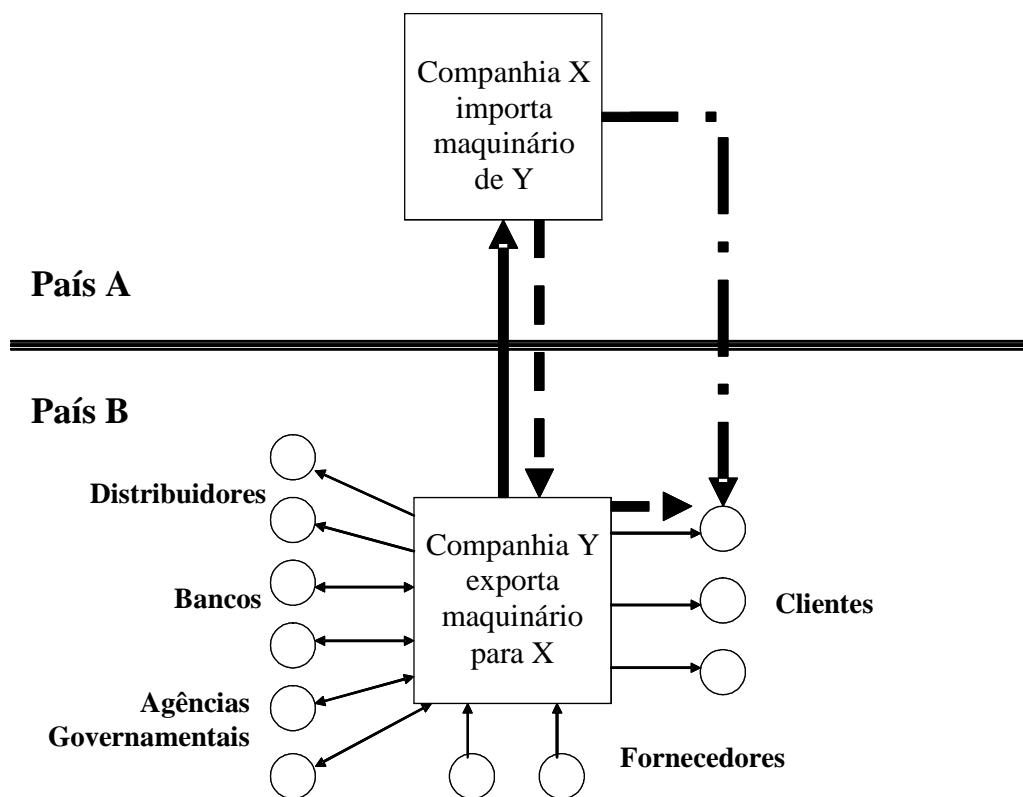 Companhia X
importa
maquinário
de Y
País A
País B
Distribuidores
Bancos
Agências
Governamentais
Companhia Y
exporta
maquinário
para X
Clientes
Fornecedores